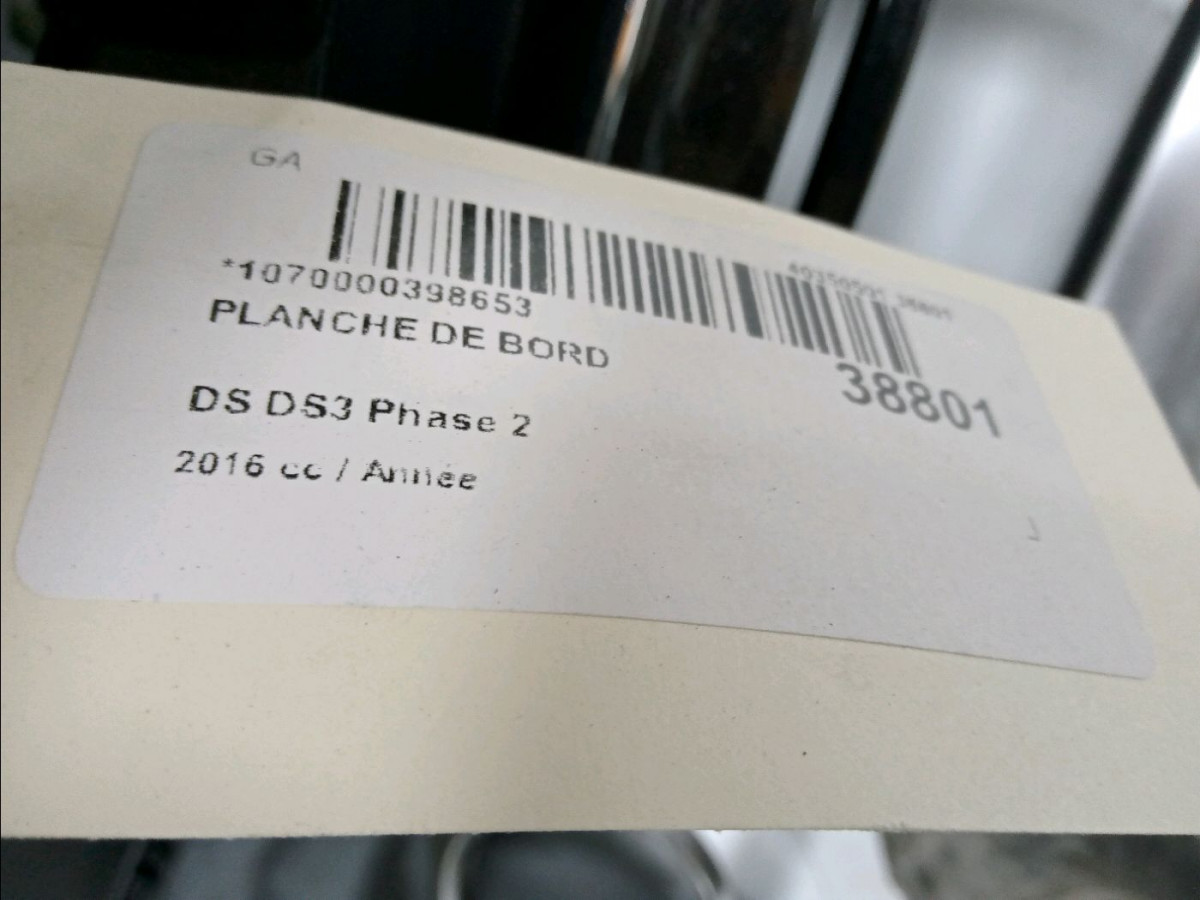 GA
*1070000398653
38801
PLANCHE DE BORD
DS DS3 Phase 2
2016 cc / Année